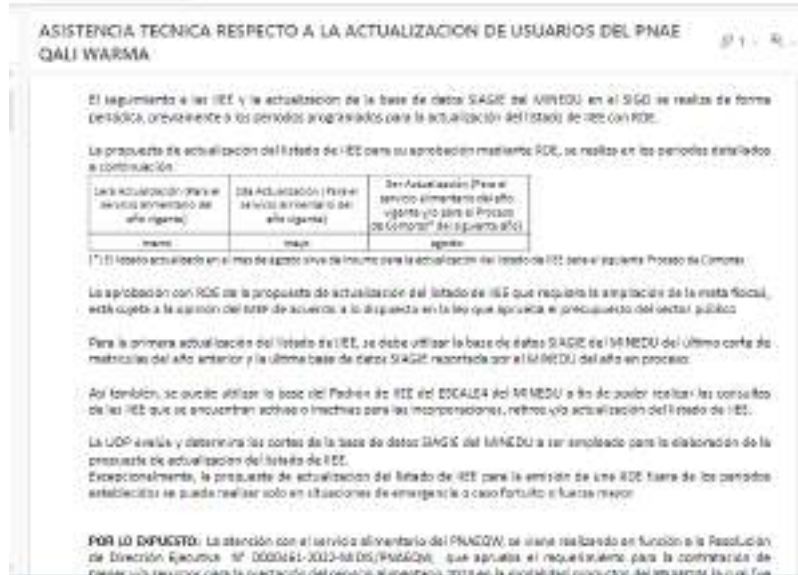 ASISTENCIA TECNICA RESPECTO A LA ACTUALIZACION DE USUARIOS DEL PNAE
QALI WARMA
El seguimiento a las IIEE y la actualización de la base de datos SIAGIE del MINEDU en el SIGO se realiza de forma
periódica, previamente a los periodos programados para la actualización del listado de IIEE con RDE.
La propuesta de actualización del listado de IIEE para su aprobación mediante RDE, se realiza en los periodos detallados
a continuación:
1era Actualización (Para el servicio alimentario del año vigente)
2da Actualización (Para el servicio alimentario del año vigente)
3er Actualización (Para el servicio alimentario del año vigente y/o para el Proceso de Compras* del siguiente año)
marzo
mayo
agosto
(*) El listado actualizado en el mes de agosto sirve de insumo para la actualización del listado de IIEE para el siguiente Proceso de Compras
La aprobación con RDE de la propuesta de actualización del listado de IIEE que requiera la ampliación de la meta fiscal,
está sujeta a la opinión del MEF de acuerdo a lo dispuesto en la ley que aprueba el presupuesto del sector público
Para la primera actualización del listado de IIEE, se debe utilizar la base de datos SIAGIE del MINEDU del último corte de
matrículas del año anterior y la última base de datos SIAGIE reportada por el MINEDU del año en proceso.
Así también, se puede utilizar la base del Padrón de IIEE del ESCALE4 del MINEDU a fin de poder realizar las consultas
de las IIEE que se encuentran activas o inactivas para las incorporaciones, retiros y/o actualización del listado de IIEE.
La UOP evalúa y determina los cortes de la base de datos SIAGIE del MINEDU a ser empleado para la elaboración de la
propuesta de actualización del listado de IIEE.
Excepcionalmente, la propuesta de actualización del listado de IIEE para la emisión de una RDE fuera de los periodos
establecidos se puede realizar solo en situaciones de emergencia o caso fortuito o fuerza mayor
POR LO EXPUESTO: La atención con el servicio alimentario del PNAEQW, se viene realizando en función a la Resolución
de Dirección Ejecutiva N° D000461-2022-MIDIS/PNAEQW, que aprueba el requerimiento para la contratación de